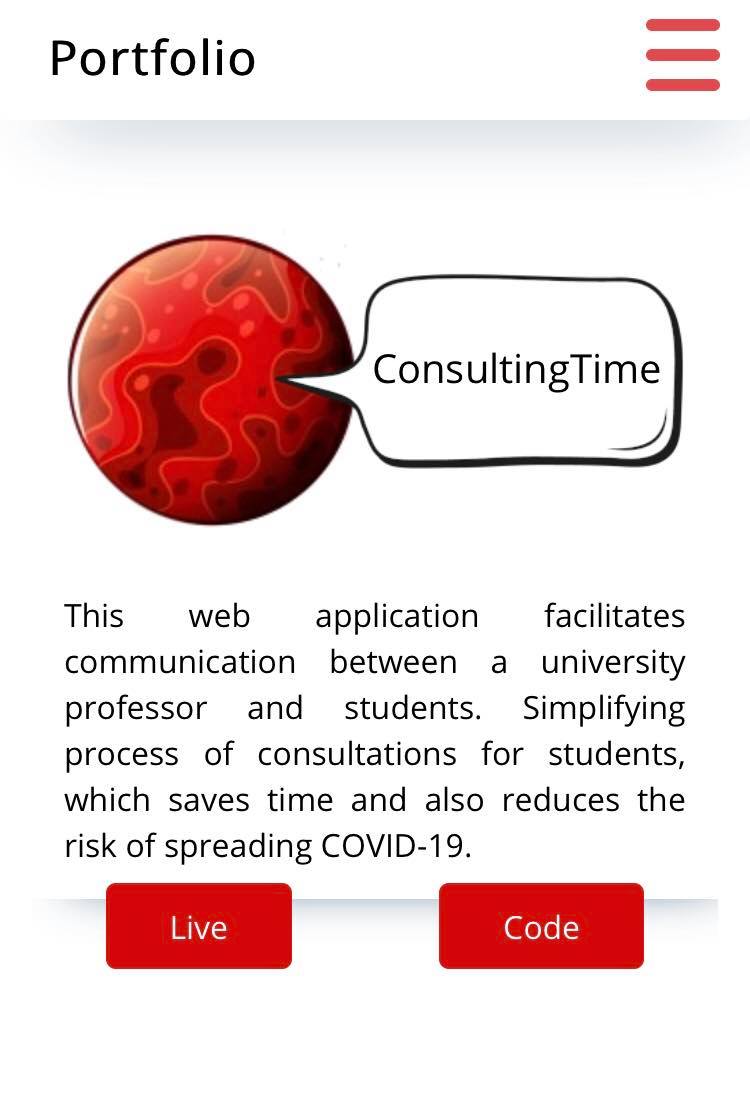 Portfolio
ConsultingTime
This web application facilitates
communication between a university
professor and students. Simplifying
process of consultations for students,
which saves time and also reduces the
risk of spreading COVID-19.
Live
Code